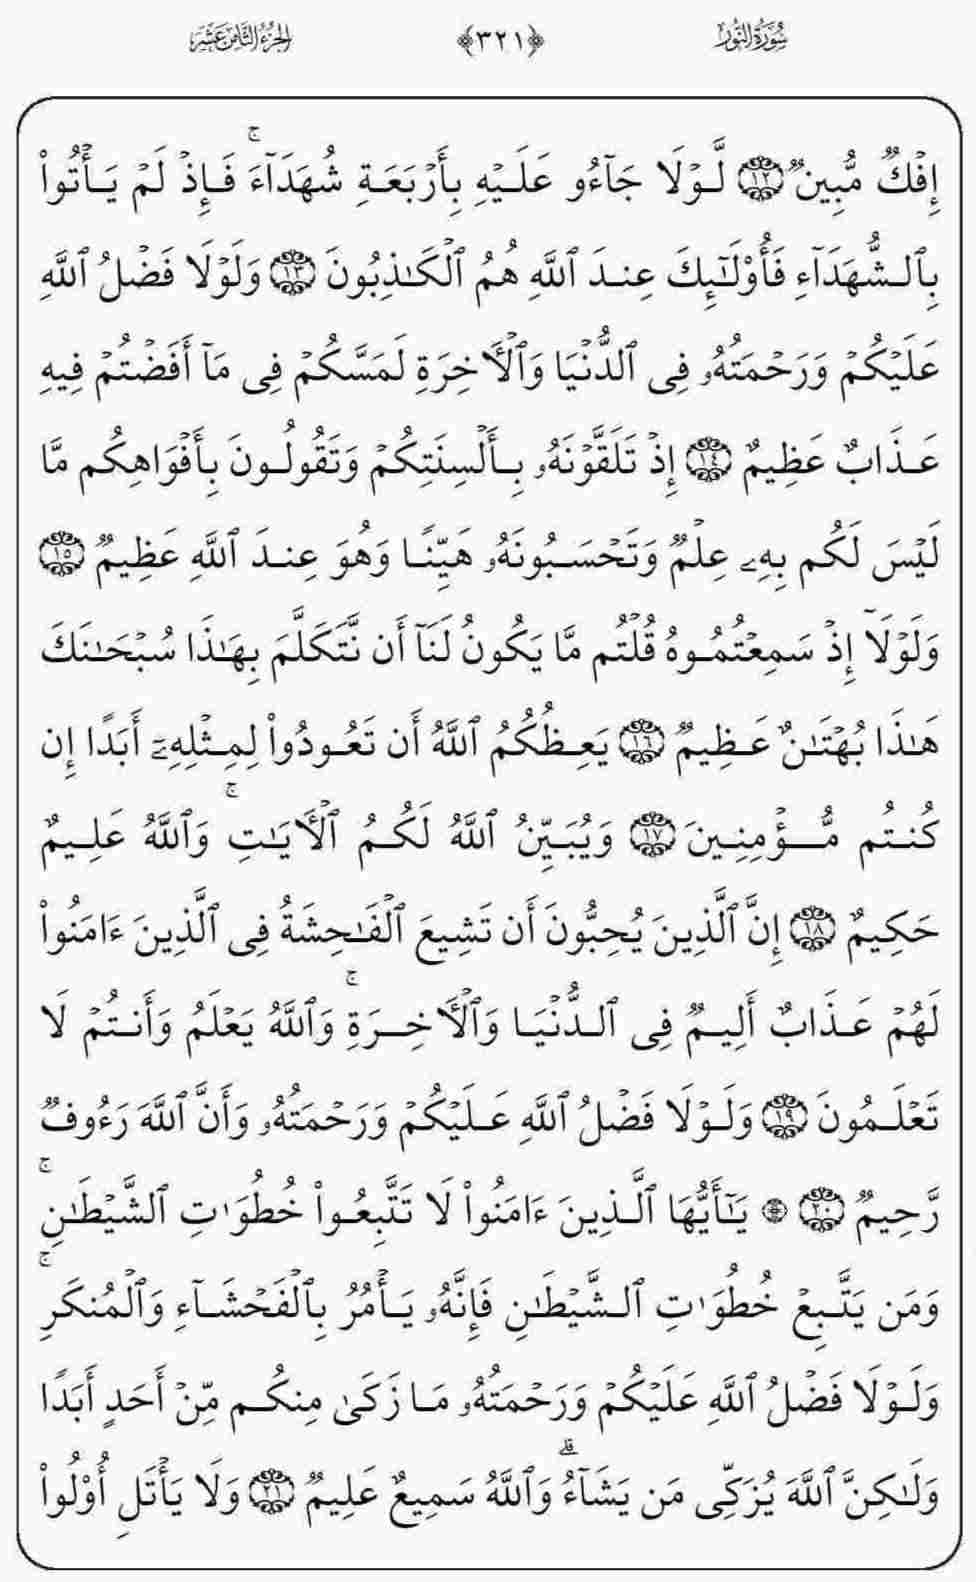 سُورَةُ النُّورِ ﴿٣٢١﴾ الجُزْءُ الثَّامِنَ عَشَرَ
إِفۡكٞ مُّبِينٞ ١٢ لَّوۡلَا جَآءُو عَلَيۡهِ بِأَرۡبَعَةِ شُهَدَآءَۚ فَإِذۡ لَمۡ يَأۡتُواْ
بِٱلشُّهَدَآءِ فَأُوْلَٰٓئِكَ عِندَ ٱللَّهِ هُمُ ٱلۡكَٰذِبُونَ ١٣ وَلَوۡلَا فَضۡلُ ٱللَّهِ
عَلَيۡكُمۡ وَرَحۡمَتُهُۥ فِي ٱلدُّنۡيَا وَٱلۡأٓخِرَةِ لَمَسَّكُمۡ فِي مَآ أَفَضۡتُمۡ فِيهِ
عَذَابٌ عَظِيمٌ ١٤ إِذۡ تَلَقَّوۡنَهُۥ بِأَلۡسِنَتِكُمۡ وَتَقُولُونَ بِأَفۡوَاهِكُم مَّا
لَيۡسَ لَكُم بِهِۦ عِلۡمٞ وَتَحۡسَبُونَهُۥ هَيِّنٗا وَهُوَ عِندَ ٱللَّهِ عَظِيمٞ ١٥
وَلَوۡلَآ إِذۡ سَمِعۡتُمُوهُ قُلۡتُم مَّا يَكُونُ لَنَآ أَن نَّتَكَلَّمَ بِهَٰذَا سُبۡحَٰنَكَ
هَٰذَا بُهۡتَٰنٌ عَظِيمٞ ١٦ يَعِظُكُمُ ٱللَّهُ أَن تَعُودُواْ لِمِثۡلِهِۦٓ أَبَدًا إِن
كُنتُم مُّؤۡمِنِينَ ١٧ وَيُبَيِّنُ ٱللَّهُ لَكُمُ ٱلۡأٓيَٰتِۚ وَٱللَّهُ عَلِيمٌ
حَكِيمٌ ١٨ إِنَّ ٱلَّذِينَ يُحِبُّونَ أَن تَشِيعَ ٱلۡفَٰحِشَةُ فِي ٱلَّذِينَ ءَامَنُواْ
لَهُمۡ عَذَابٌ أَلِيمٞ فِي ٱلدُّنۡيَا وَٱلۡأٓخِرَةِۚ وَٱللَّهُ يَعۡلَمُ وَأَنتُمۡ لَا
تَعۡلَمُونَ ١٩ وَلَوۡلَا فَضۡلُ ٱللَّهِ عَلَيۡكُمۡ وَرَحۡمَتُهُۥ وَأَنَّ ٱللَّهَ رَءُوفٞ
رَّحِيمٞ ٢٠ ۞ يَٰٓأَيُّهَا ٱلَّذِينَ ءَامَنُواْ لَا تَتَّبِعُواْ خُطُوَٰتِ ٱلشَّيۡطَٰنِۚ
وَمَن يَتَّبِعۡ خُطُوَٰتِ ٱلشَّيۡطَٰنِ فَإِنَّهُۥ يَأۡمُرُ بِٱلۡفَحۡشَآءِ وَٱلۡمُنكَرِۚ
وَلَوۡلَا فَضۡلُ ٱللَّهِ عَلَيۡكُمۡ وَرَحۡمَتُهُۥ مَا زَكَىٰ مِنكُم مِّنۡ أَحَدٍ أَبَدٗا
وَلَٰكِنَّ ٱللَّهَ يُزَكِّي مَن يَشَآءُۗ وَٱللَّهُ سَمِيعٌ عَلِيمٞ ٢١ وَلَا يَأۡتَلِ أُوْلُواْ